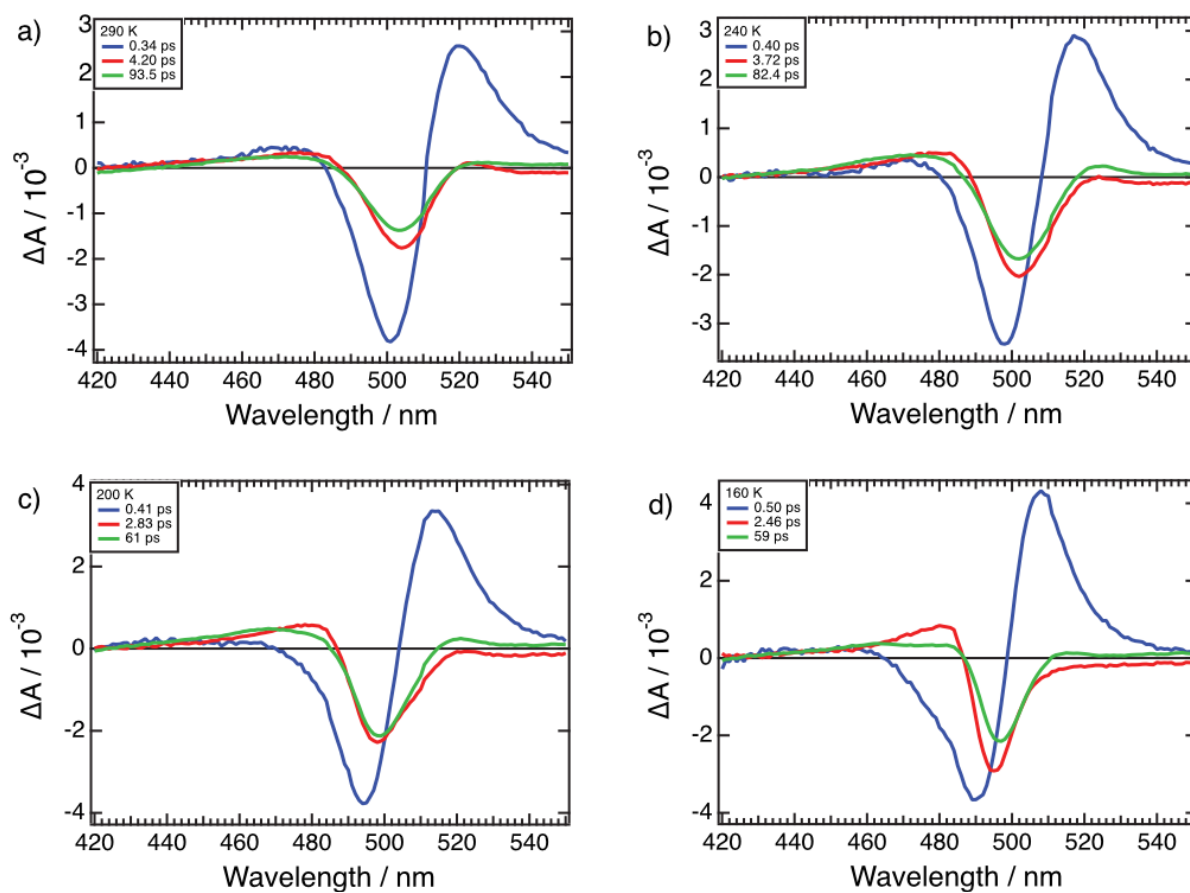 a)
290 K
0.34 ps
4.20 ps
93.5 ps
3
2
1
0
-1
-2
-3
-4
ΔA / 10⁻³
420 440 460 480 500 520 540
Wavelength / nm
b)
240 K
0.40 ps
3.72 ps
82.4 ps
3
2
1
0
-1
-2
-3
ΔA / 10⁻³
420 440 460 480 500 520 540
Wavelength / nm
c)
200 K
0.41 ps
2.83 ps
61 ps
4
2
0
-2
-4
ΔA / 10⁻³
420 440 460 480 500 520 540
Wavelength / nm
d)
160 K
0.50 ps
2.46 ps
59 ps
4
2
0
-2
-4
ΔA / 10⁻³
420 440 460 480 500 520 540
Wavelength / nm